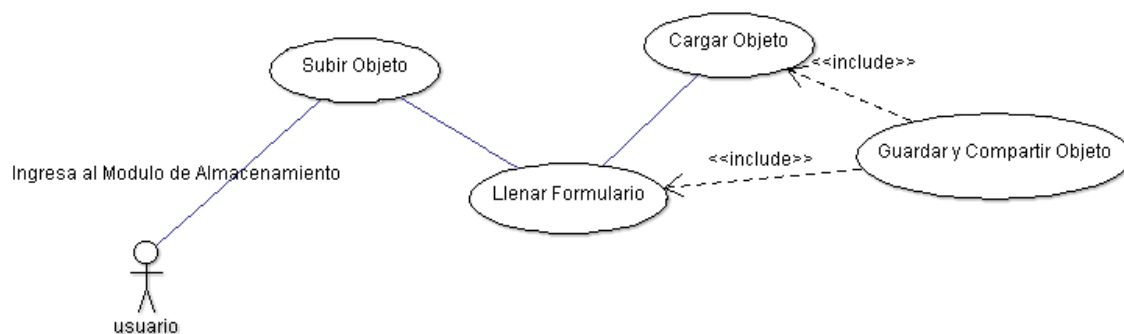 Cargar Objeto
Subir Objeto
<<include>>
Guardar y Compartir Objeto
<<include>>
Ingresa al Modulo de Almacenamiento
Llenar Formulario
usuario